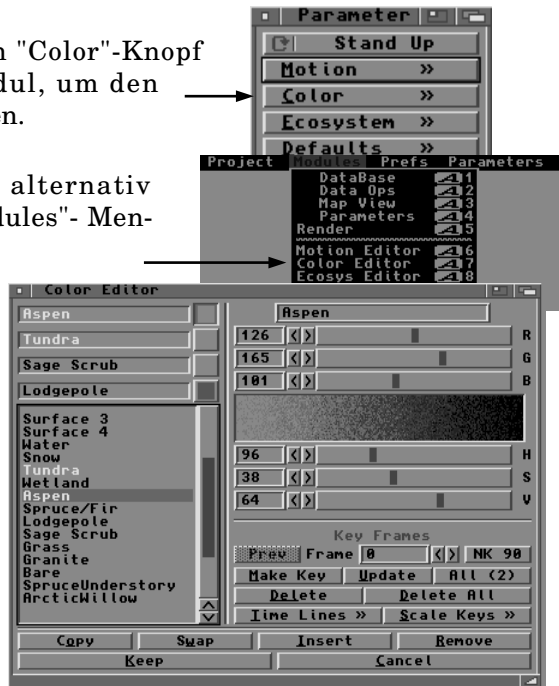 Parameter
Stand Up
Motion »
Color »
Ecosystem »
Defaults »
n "Color"-Knopf
dul, um den
en.
alternativ
dules"- Men-
Project Modules Prefs Parameters
DataBase A 1
Data Ops A 2
Map View A 3
Parameters A 4
Render A 5
Motion Editor A 6
Color Editor A 7
Ecosys Editor A 8
Color Editor
Aspen
Tundra
Sage Scrub
Lodgepole
Surface 3
Surface 4
Water
Snow
Tundra
Wetland
Aspen
Spruce/Fir
Lodgepole
Sage Scrub
Grass
Granite
Bare
SpruceUnderstory
ArcticWillow
Aspen
126 < > R
165 < > G
101 < > B
96 < > H
38 < > S
64 < > V
Key Frames
Prev Frame 0 < > NK 90
Make Key Update All (2)
Delete Delete All
Time Lines » Scale Keys »
Copy Swap Insert Remove
Keep Cancel